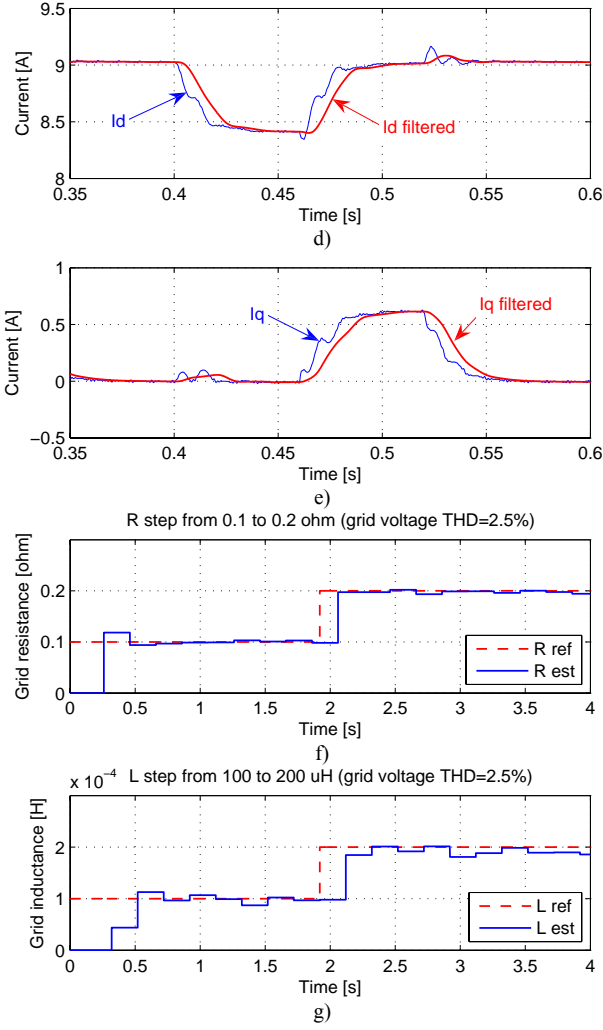 9.5
9
8.5
8
Current [A]
Id
Id filtered
0.35 0.4 0.45 0.5 0.55 0.6
Time [s]
d)
1
0.5
0
−0.5
Current [A]
Iq
Iq filtered
0.35 0.4 0.45 0.5 0.55 0.6
Time [s]
e)
R step from 0.1 to 0.2 ohm (grid voltage THD=2.5%)
0.2
0.1
0
Grid resistance [ohm]
R ref
R est
0 0.5 1 1.5 2 2.5 3 3.5 4
Time [s]
f)
x 10⁻⁴ L step from 100 to 200 uH (grid voltage THD=2.5%)
2
1
0
Grid inductance [H]
L ref
L est
0 0.5 1 1.5 2 2.5 3 3.5 4
Time [s]
g)